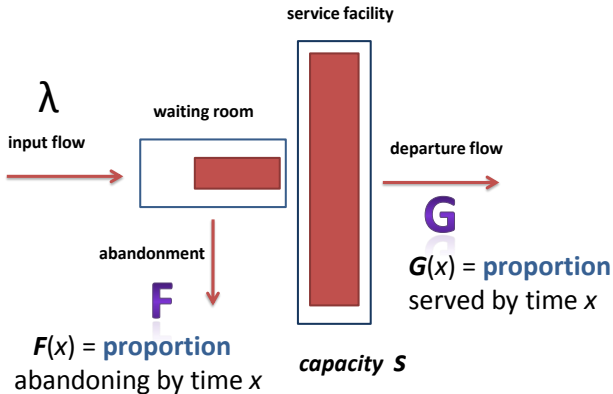 service facility
λ
waiting room
input flow
departure flow
abandonment
G
F
G(x) = proportion
served by time x
F(x) = proportion
abandoning by time x
capacity s